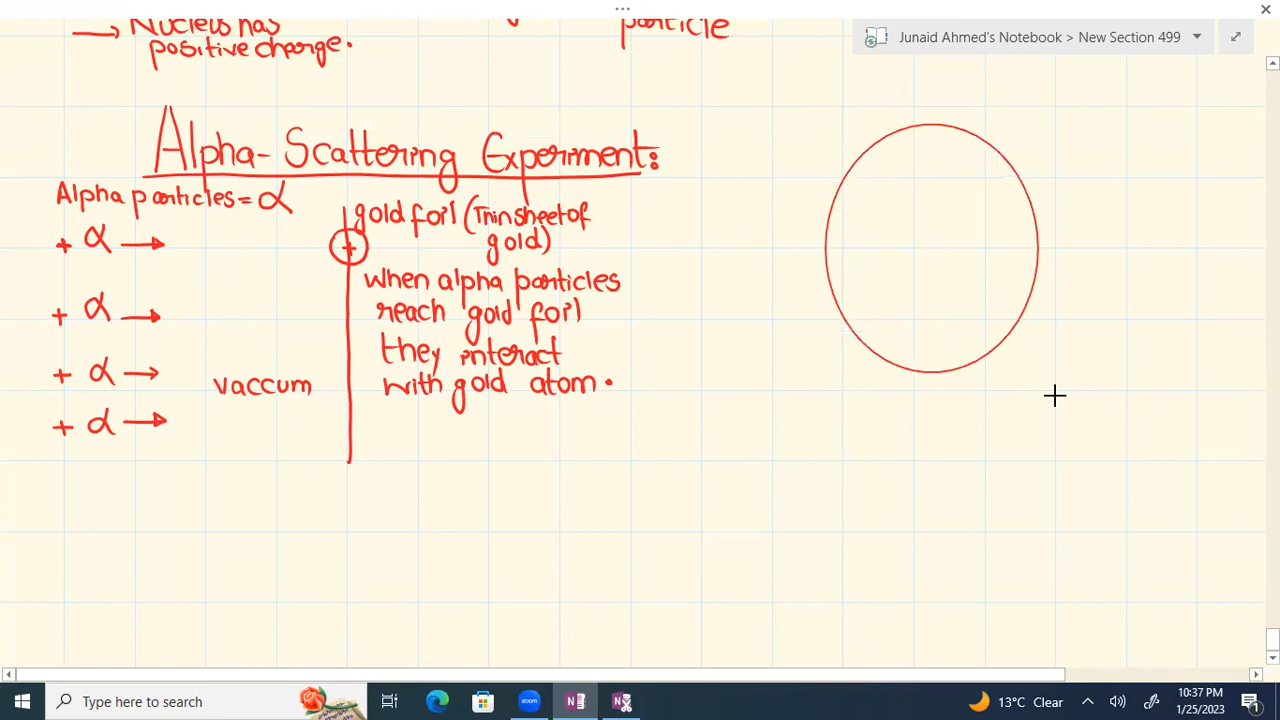 → Nucleus has
positive charge.
particle
Junaid Ahmed's Notebook > New Section 499
Alpha-Scattering Experiment:
Alpha particles = α
+ α →
+ α →
+ α →
+ α →
vaccum
gold foil (Thin sheet of
gold)
+
when alpha particles
reach gold foil
they interact
with gold atom.
Type here to search
zoom
N
13°C Clear
10:37 PM
1/25/2023
1